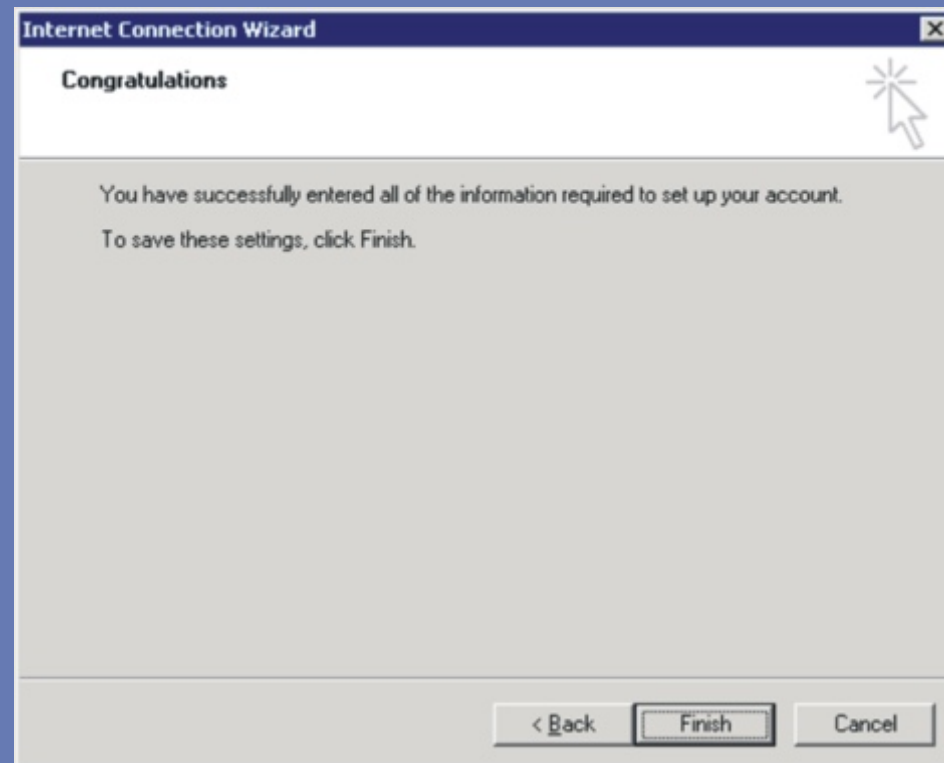 Internet Connection Wizard
Congratulations
You have successfully entered all of the information required to set up your account.
To save these settings, click Finish.
< Back
Finish
Cancel